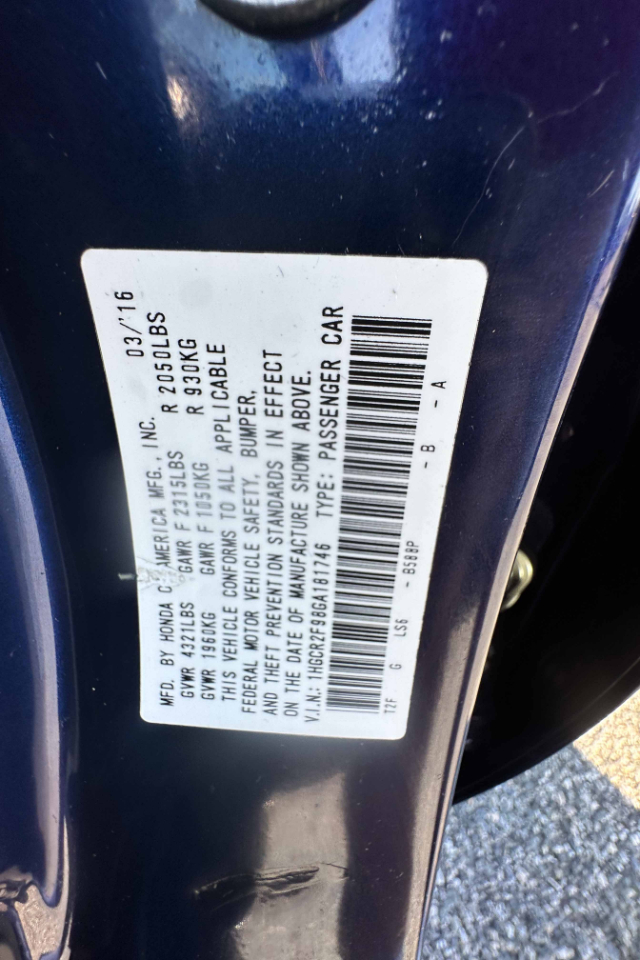 MFD. BY HONDA OF AMERICA MFG., INC. 03/'16
GVWR 4321LBS GAWR F 2315LBS R 2050LBS
GVWR 1960KG GAWR F 1050KG R 930KG
THIS VEHICLE CONFORMS TO ALL APPLICABLE
FEDERAL MOTOR VEHICLE SAFETY, BUMPER,
AND THEFT PREVENTION STANDARDS IN EFFECT
ON THE DATE OF MANUFACTURE SHOWN ABOVE.
V.I.N.: 1HGCR2F98GA181746 TYPE: PASSENGER CAR
T2F G LS6 - B588P - B - A